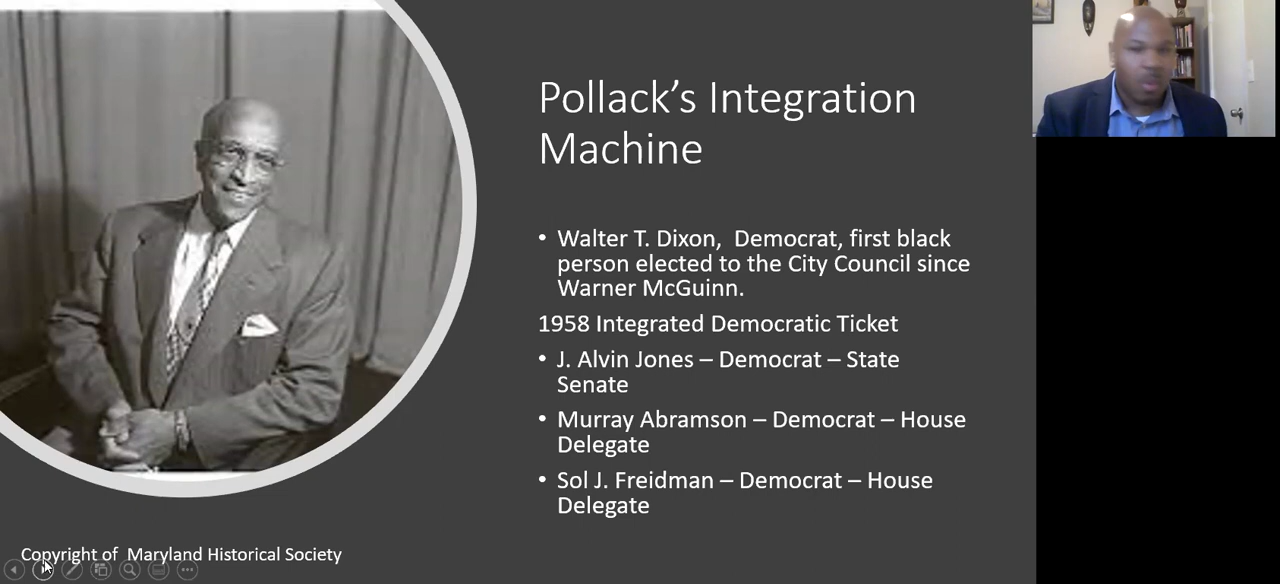 Pollack’s Integration
Machine
• Walter T. Dixon,  Democrat, first black
person elected to the City Council since
Warner McGuinn.
1958 Integrated Democratic Ticket
• J. Alvin Jones – Democrat – State
Senate
• Murray Abramson – Democrat – House
Delegate
• Sol J. Freidman – Democrat – House
Delegate
Copyright of  Maryland Historical Society